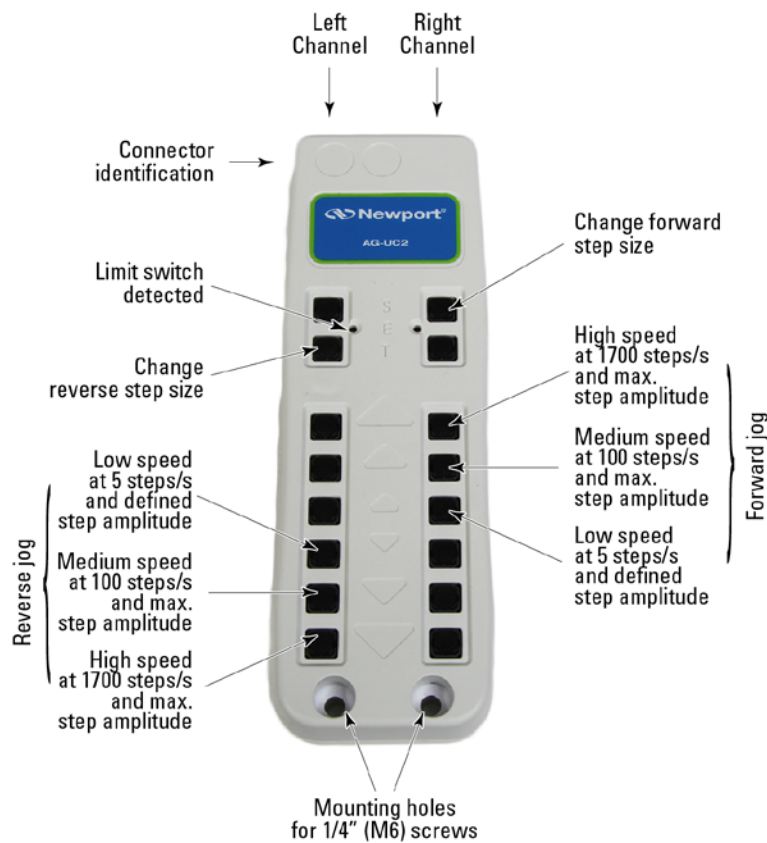 Left
Channel
Right
Channel
Connector
identification
Newport®
AG-UC2
Change forward
step size
Limit switch
detected
S
E
T
Change
reverse step size
High speed
at 1700 steps/s
and max.
step amplitude
Medium speed
at 100 steps/s
and max.
step amplitude
Low speed
at 5 steps/s
and defined
step amplitude
Forward jog
Low speed
at 5 steps/s
and defined
step amplitude
Medium speed
at 100 steps/s
and max.
step amplitude
High speed
at 1700 steps/s
and max.
step amplitude
Reverse jog
Mounting holes
for 1/4” (M6) screws